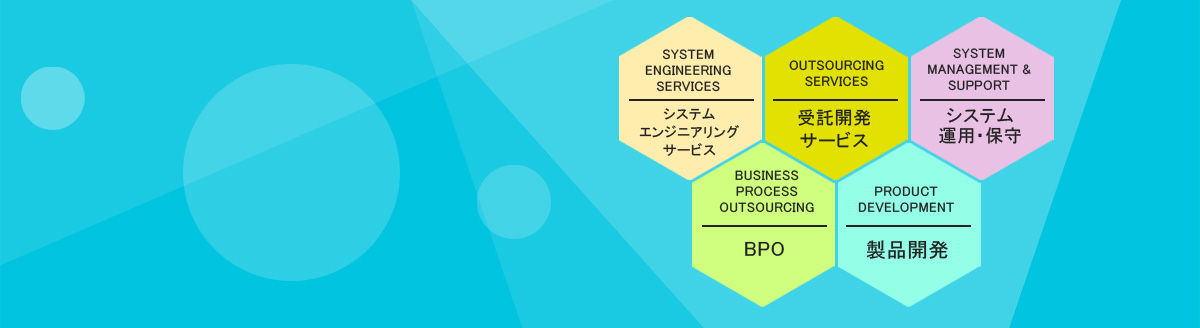 SYSTEM
ENGINEERING
SERVICES
システム
エンジニアリング
サービス
OUTSOURCING
SERVICES
受託開発
サービス
SYSTEM
MANAGEMENT &
SUPPORT
システム
運用・保守
BUSINESS
PROCESS
OUTSOURCING
BPO
PRODUCT
DEVELOPMENT
製品開発